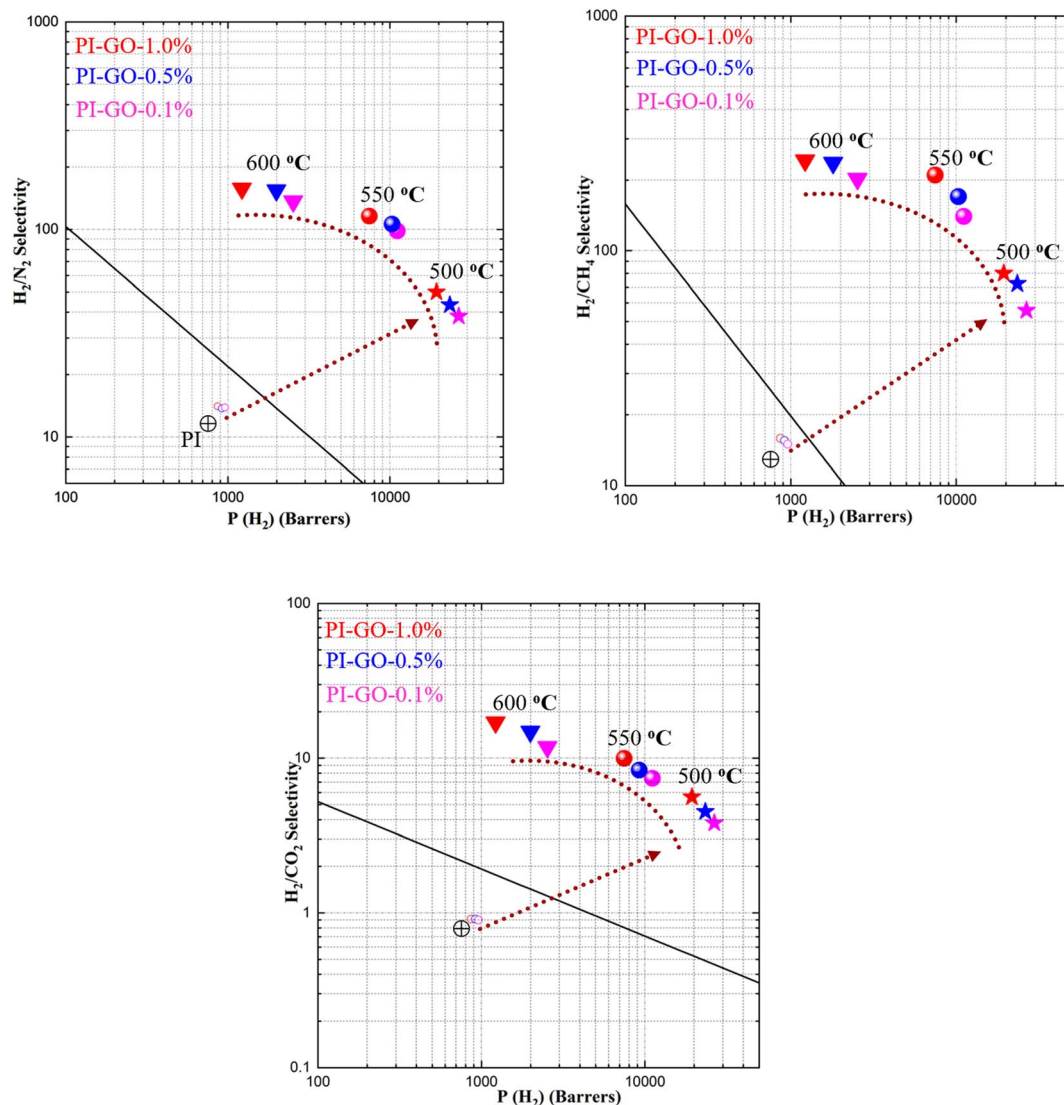 1000
PI-GO-1.0%
PI-GO-0.5%
PI-GO-0.1%
600 °C
550 °C
500 °C
100
10
PI
H₂/N₂ Selectivity
100 1000 10000
P (H₂) (Barrers)
1000
PI-GO-1.0%
PI-GO-0.5%
PI-GO-0.1%
600 °C
550 °C
500 °C
100
10
H₂/CH₄ Selectivity
100 1000 10000
P (H₂) (Barrers)
100
PI-GO-1.0%
PI-GO-0.5%
PI-GO-0.1%
600 °C
550 °C
500 °C
10
1
0.1
H₂/CO₂ Selectivity
100 1000 10000
P (H₂) (Barrers)